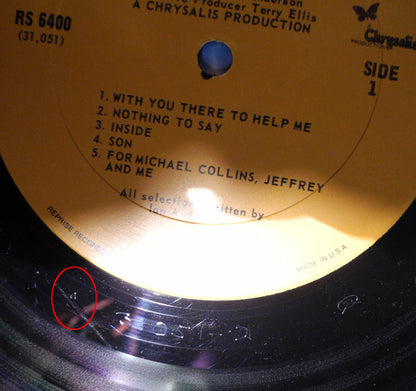 RS 6400
(31,051)
Producer Terry Ellis
A CHRYSALIS PRODUCTION
Chrysalis
SIDE
1
1. WITH YOU THERE TO HELP ME
2. NOTHING TO SAY
3. INSIDE
4. SON
5. FOR MICHAEL COLLINS, JEFFREY
AND ME
All selections written by
Ian
REPRISE RECORDS
MADE IN U.S.A.